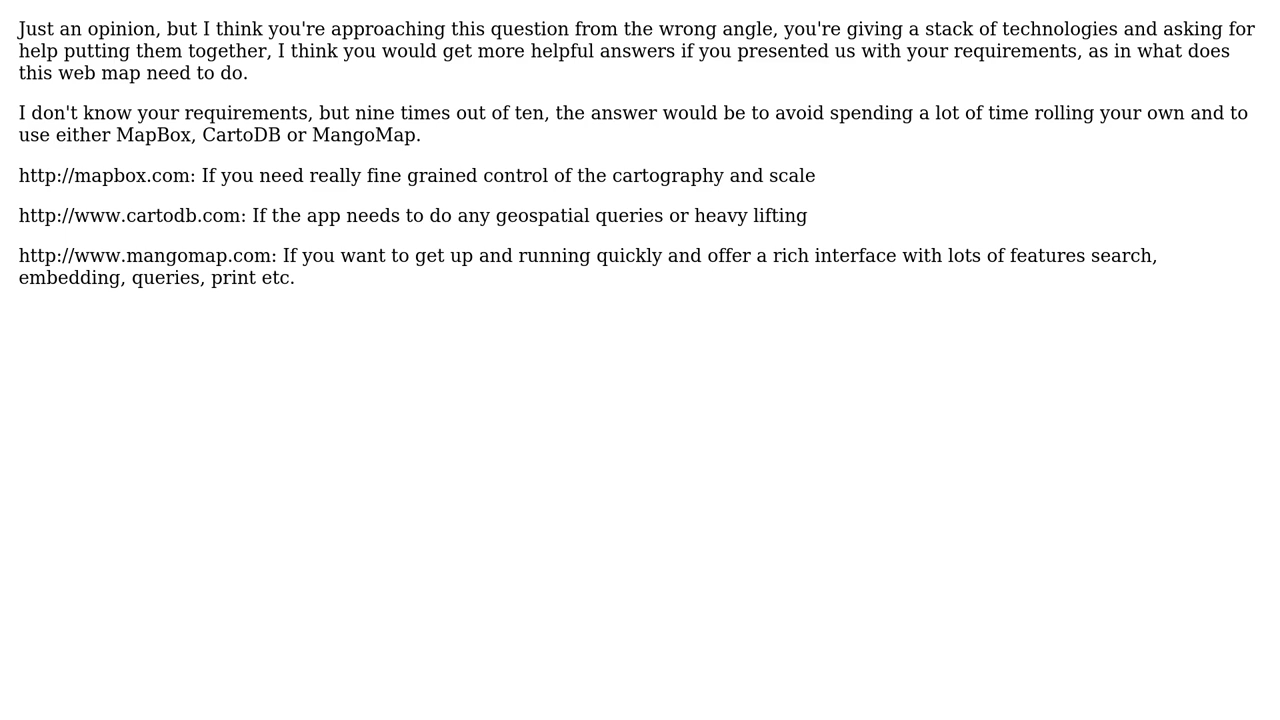 Just an opinion, but I think you're approaching this question from the wrong angle, you're giving a stack of technologies and asking for
help putting them together, I think you would get more helpful answers if you presented us with your requirements, as in what does
this web map need to do.
I don't know your requirements, but nine times out of ten, the answer would be to avoid spending a lot of time rolling your own and to
use either MapBox, CartoDB or MangoMap.
http://mapbox.com: If you need really fine grained control of the cartography and scale
http://www.cartodb.com: If the app needs to do any geospatial queries or heavy lifting
http://www.mangomap.com: If you want to get up and running quickly and offer a rich interface with lots of features search,
embedding, queries, print etc.